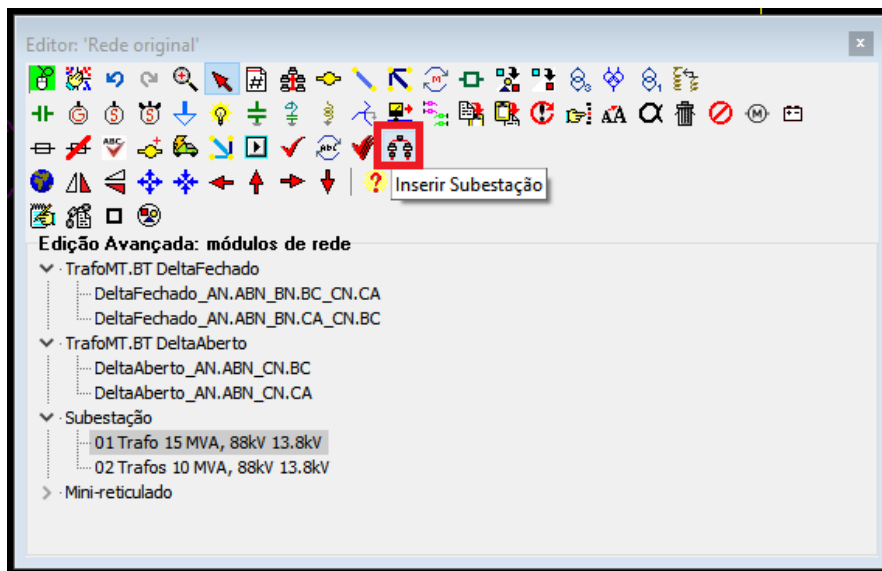 Editor: 'Rede original'
Inserir Subestação
Edição Avançada: módulos de rede
TrafoMT.BT DeltaFechado
DeltaFechado_AN.ABN_BN.BC_CN.CA
DeltaFechado_AN.ABN_BN.CA_CN.BC
TrafoMT.BT DeltaAberto
DeltaAberto_AN.ABN_CN.BC
DeltaAberto_AN.ABN_CN.CA
Subestação
01 Trafo 15 MVA, 88kV 13.8kV
02 Trafos 10 MVA, 88kV 13.8kV
Mini-reticulado